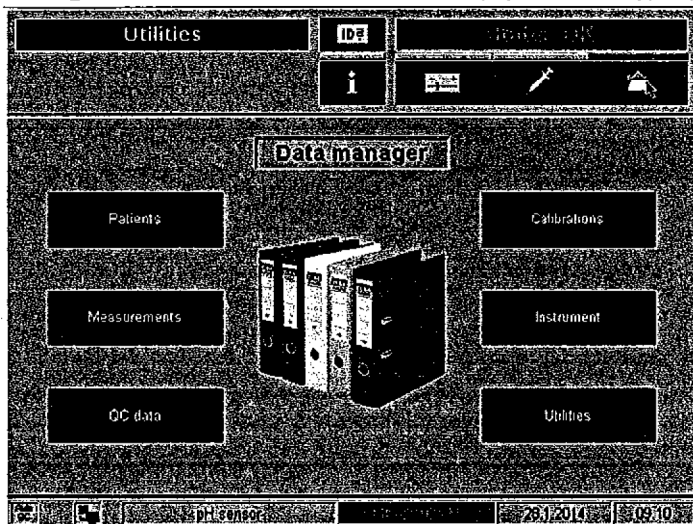 Utilities
ID
i
Data manager
Patients
Calibrations
Measurements
Instrument
QC data
Utilities
pH sensor
28.1.2014
09:10